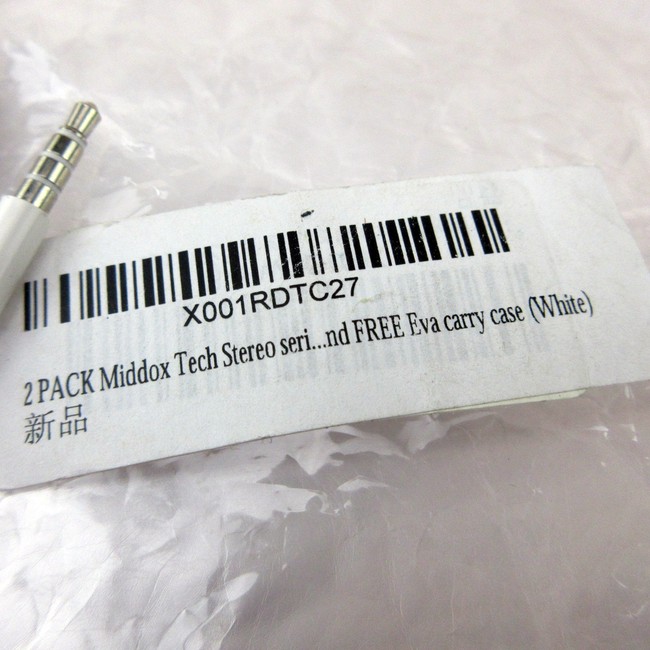 X001RDTC27
2 PACK Middox Tech Stereo seri...nd FREE Eva carry case (White)
新品